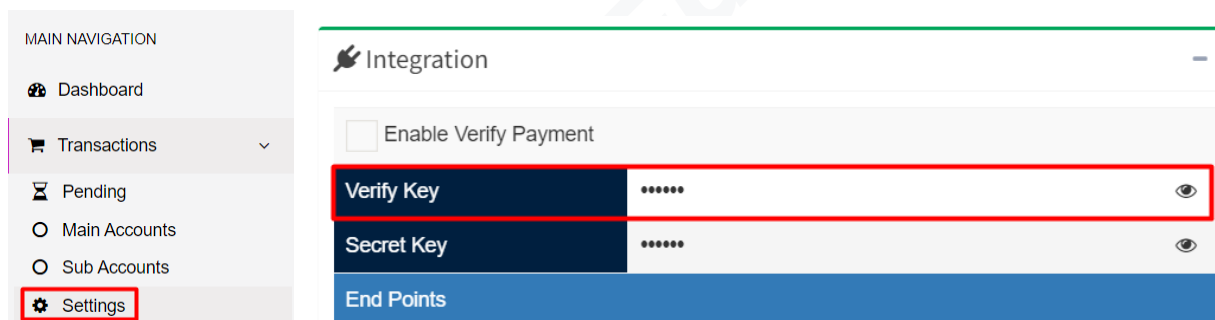 MAIN NAVIGATION
Dashboard
Transactions
Pending
Main Accounts
Sub Accounts
Settings
Integration
Enable Verify Payment
Verify Key ••••••
Secret Key ••••••
End Points